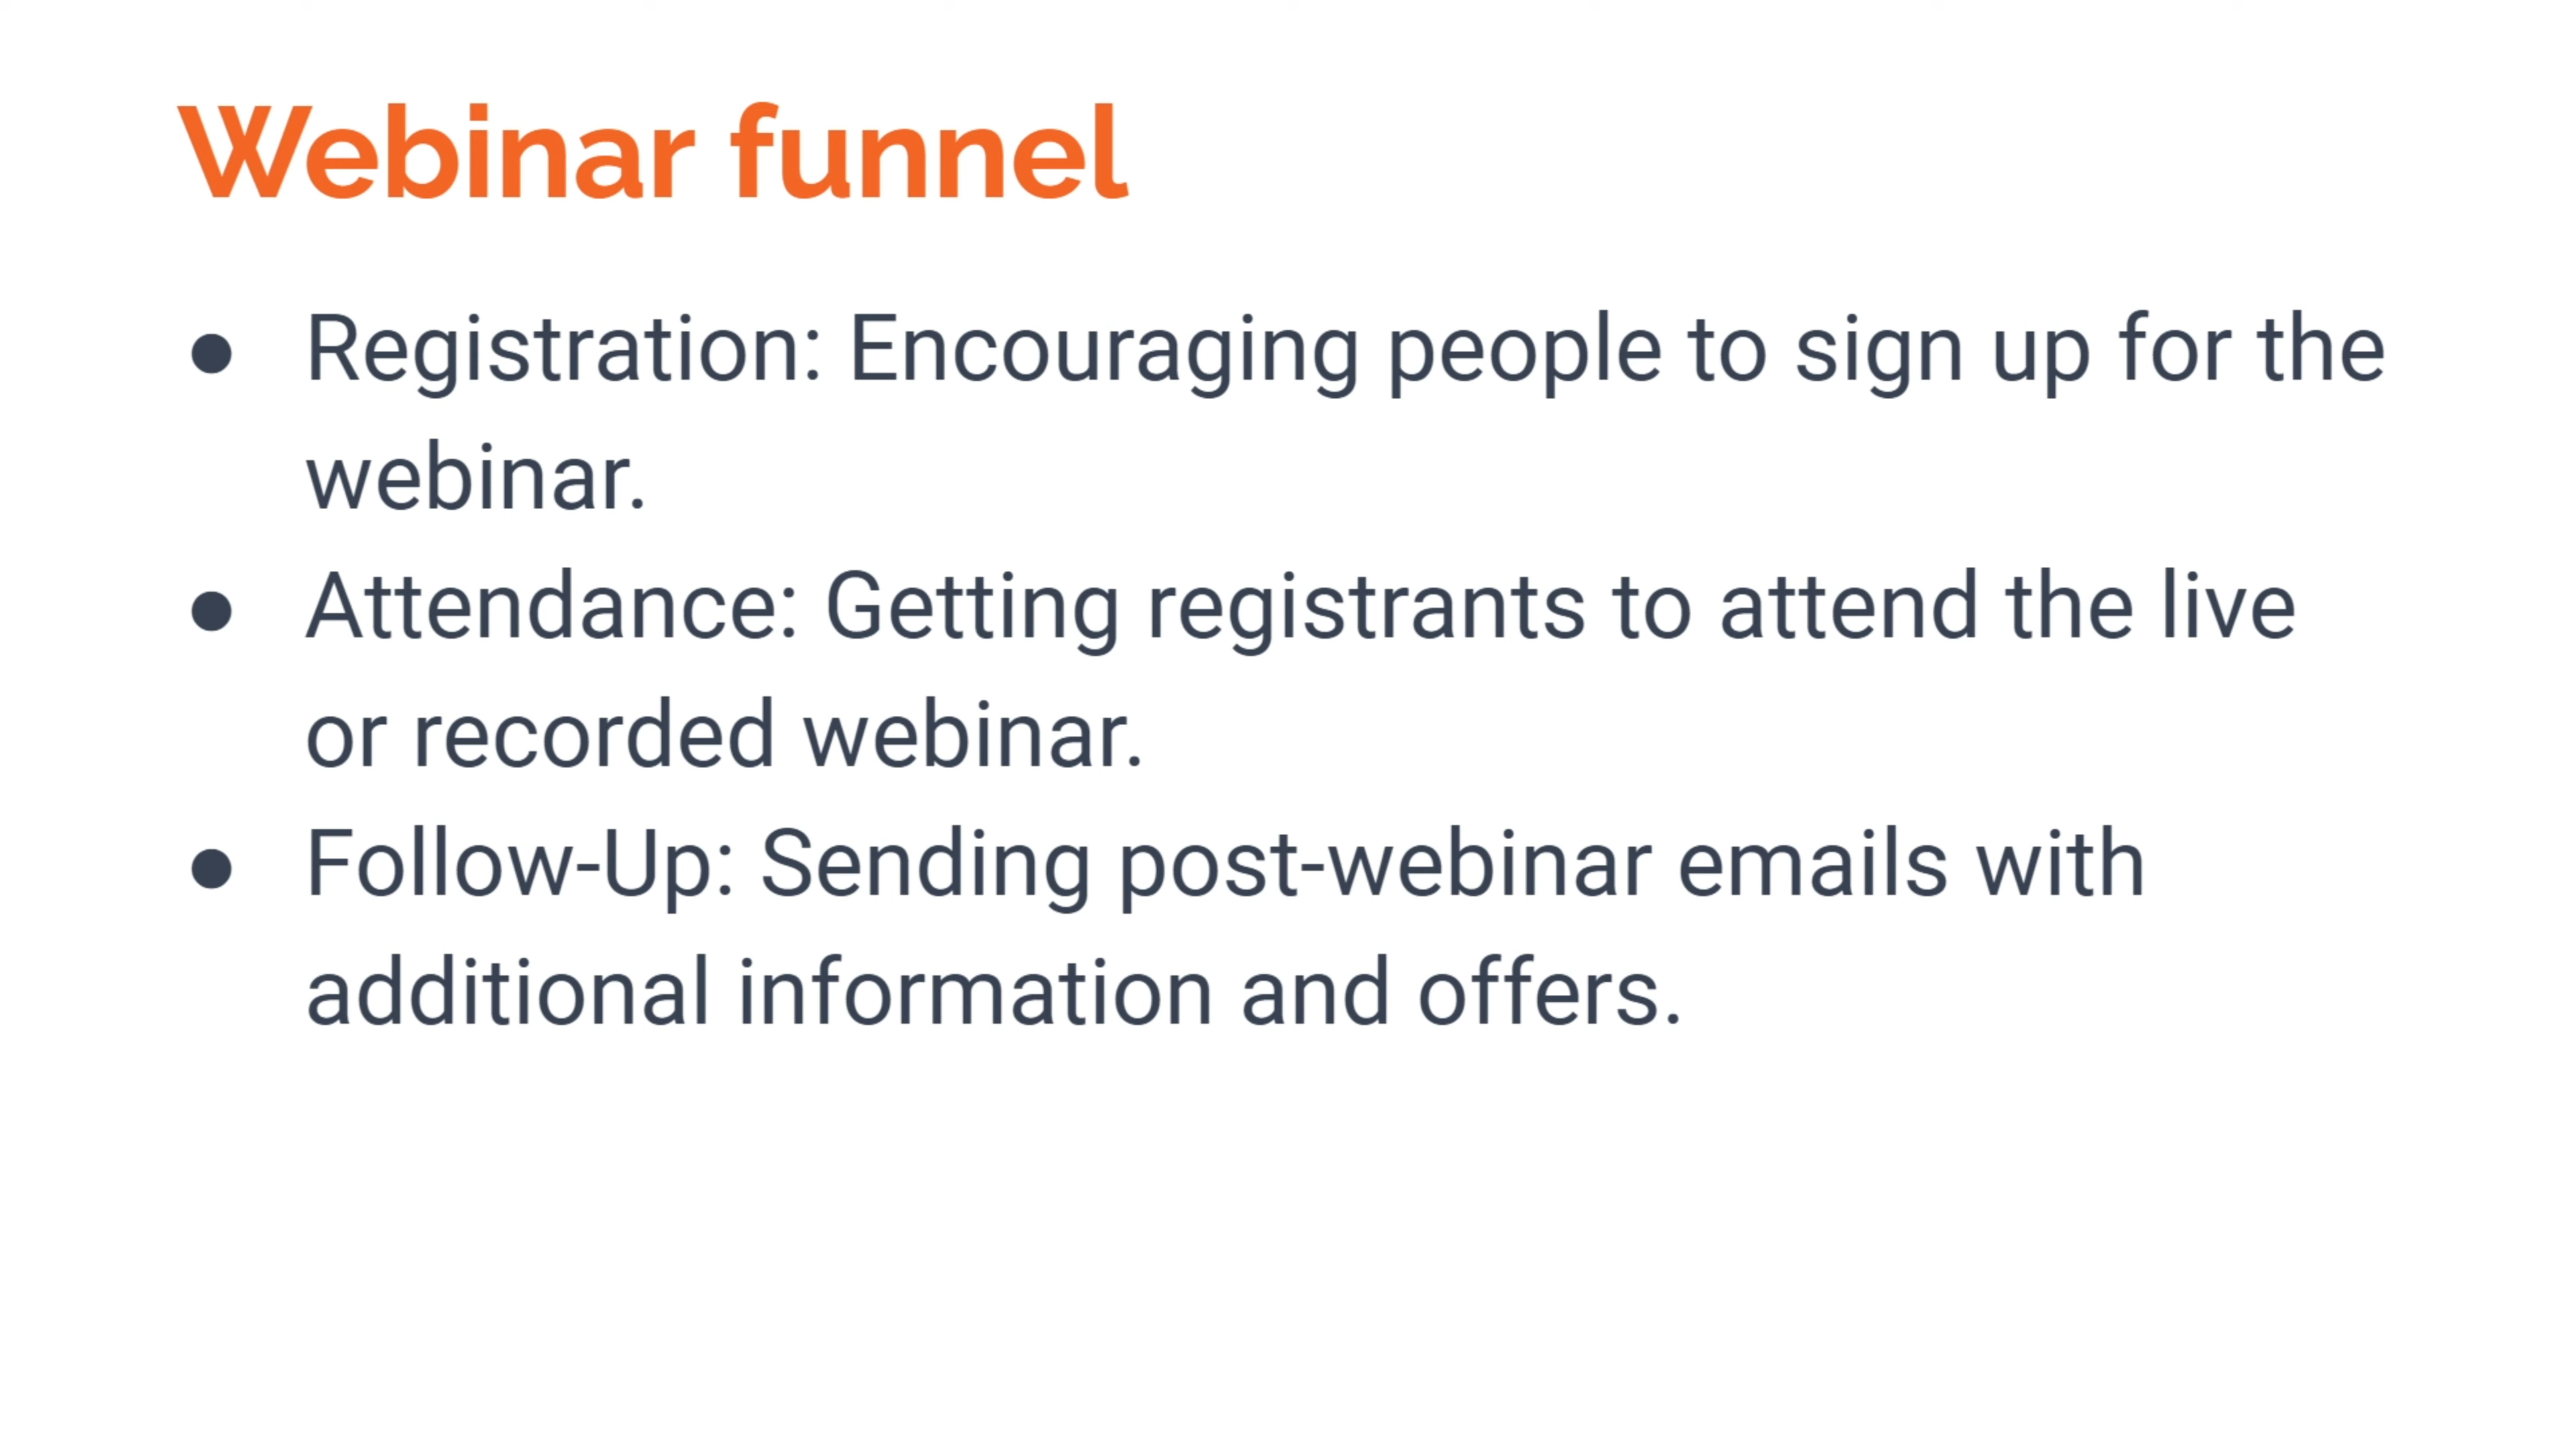 Webinar funnel
● Registration: Encouraging people to sign up for the
webinar.
● Attendance: Getting registrants to attend the live
or recorded webinar.
● Follow-Up: Sending post-webinar emails with
additional information and offers.